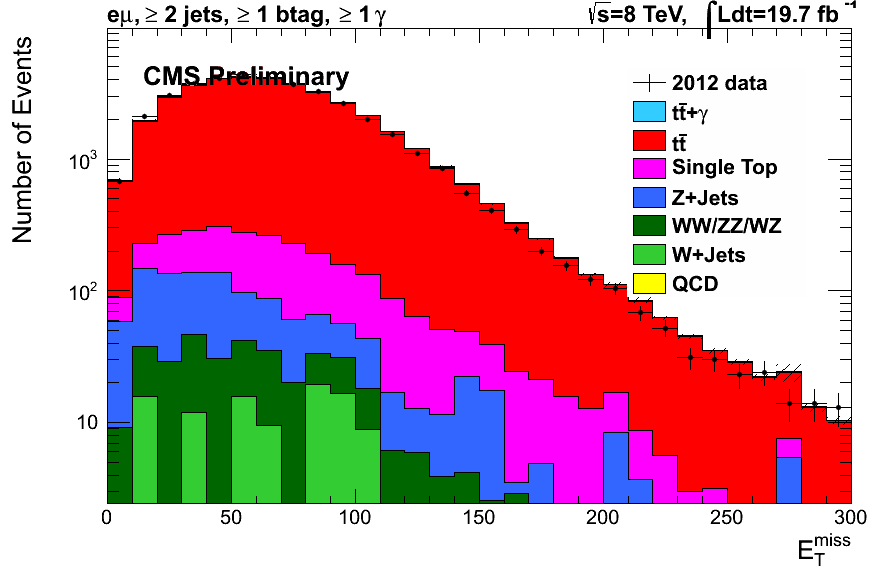 eμ, ≥ 2 jets, ≥ 1 btag, ≥ 1 γ
√s=8 TeV, ∫Ldt=19.7 fb⁻¹
CMS Preliminary
Number of Events
10³
10²
10
2012 data
tt̄+γ
tt̄
Single Top
Z+Jets
WW/ZZ/WZ
W+Jets
QCD
0 50 100 150 200 250 300
E_T^miss